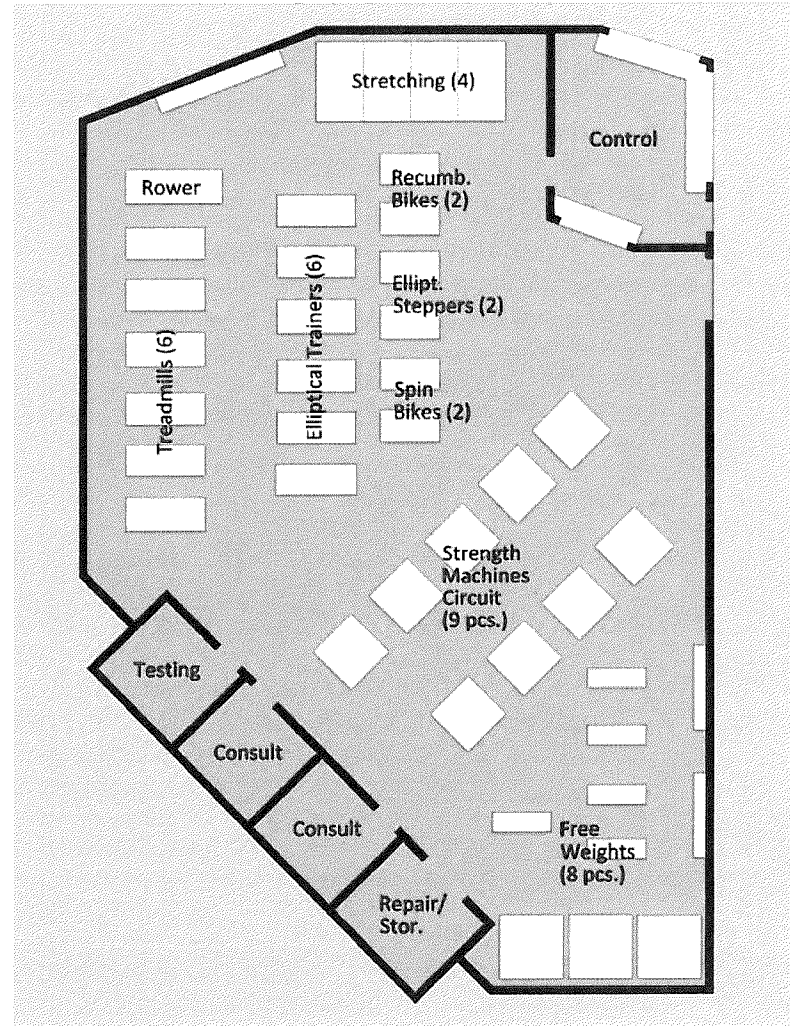 Stretching (4)
Control
Rower
Recumb.
Bikes (2)
Ellipt.
Steppers (2)
Elliptical Trainers (6)
Treadmills (6)
Spin
Bikes (2)
Strength
Machines
Circuit
(9 pcs.)
Testing
Consult
Consult
Free
Weights
(8 pcs.)
Repair/
Stor.